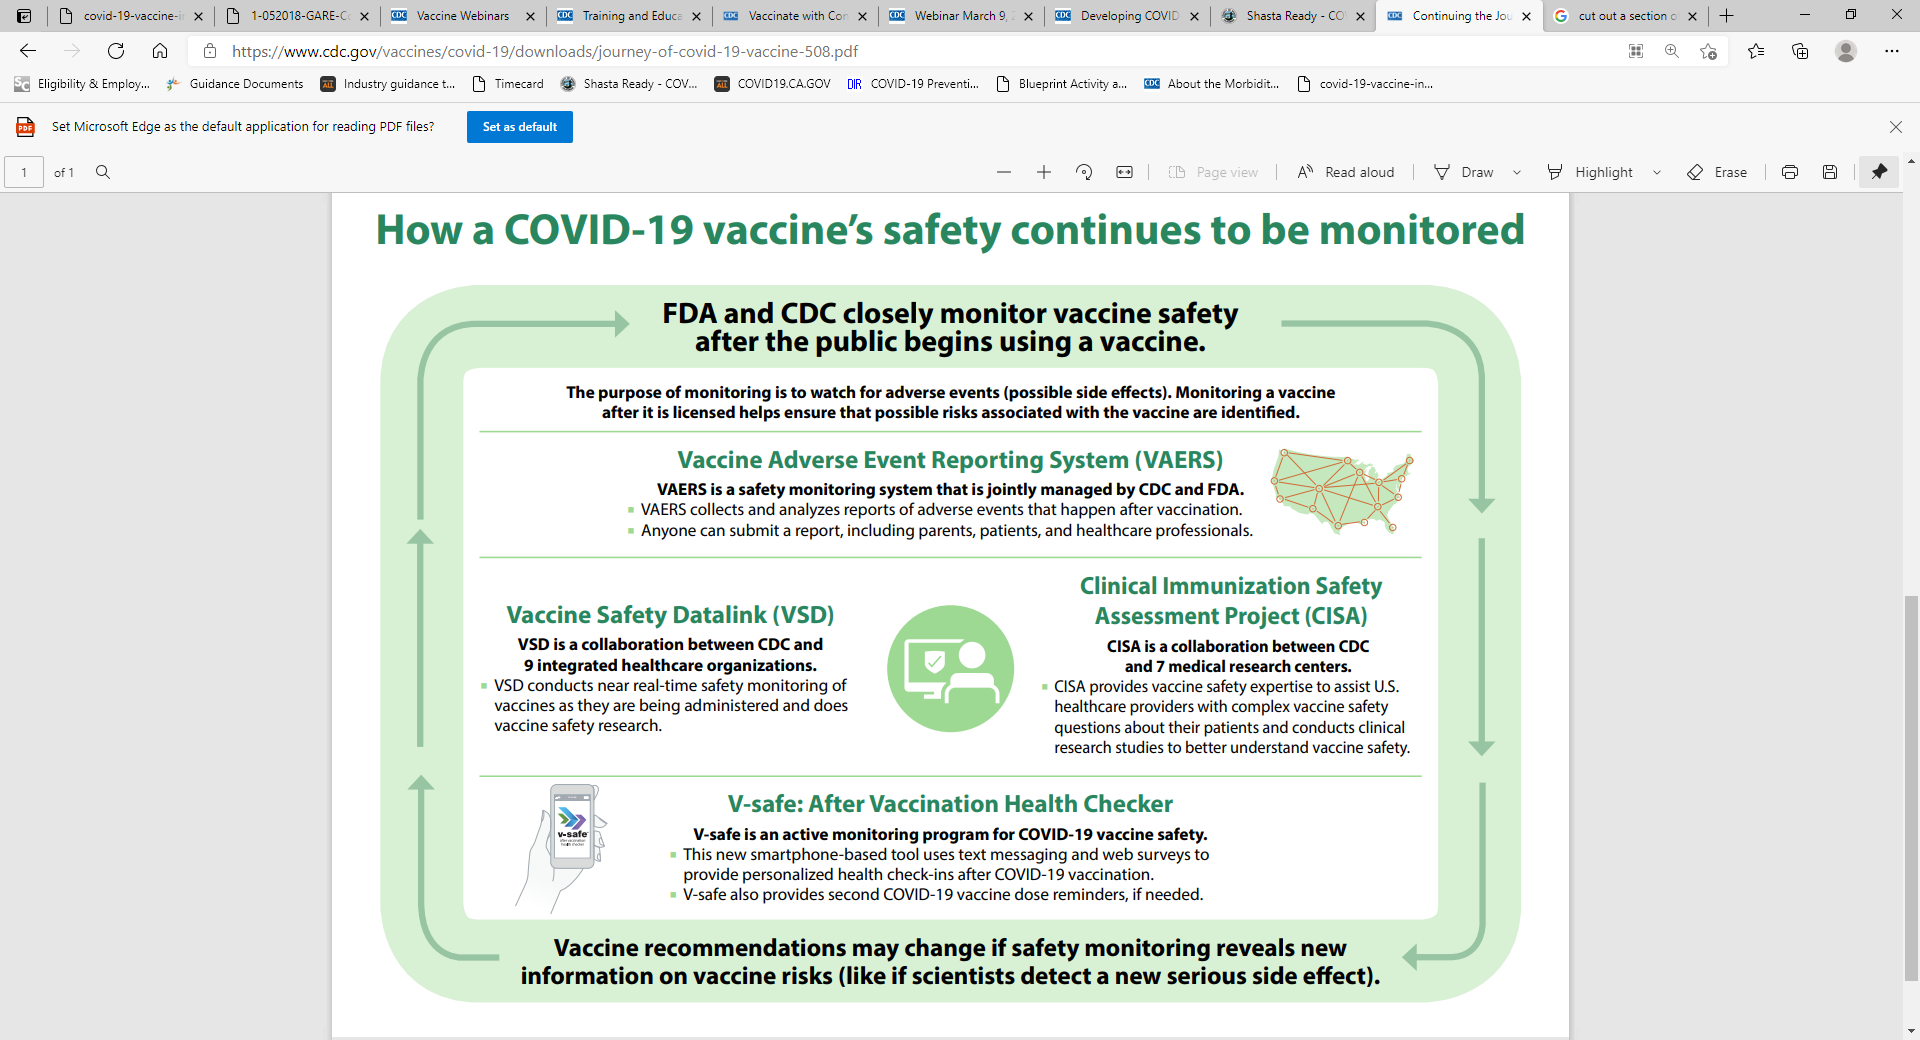 covid-19-vaccine-i
1-052018-GARE-C
CDC Vaccine Webinars
CDC Training and Educa
CDC Vaccinate with Con
CDC Webinar March 9, 2
CDC Developing COVID
Shasta Ready - CO
CDC Continuing the Jou
cut out a section o
https://www.cdc.gov/vaccines/covid-19/downloads/journey-of-covid-19-vaccine-508.pdf
SC Eligibility & Employ...
Guidance Documents
ALL Industry guidance t...
Timecard
Shasta Ready - COV...
ALL COVID19.CA.GOV
DIR COVID-19 Preventi...
Blueprint Activity a...
CDC About the Morbidit...
covid-19-vaccine-in...
PDF Set Microsoft Edge as the default application for reading PDF files?
Set as default
1 of 1
Page view
Read aloud
Draw
Highlight
Erase
How a COVID-19 vaccine's safety continues to be monitored
FDA and CDC closely monitor vaccine safety
after the public begins using a vaccine.
The purpose of monitoring is to watch for adverse events (possible side effects). Monitoring a vaccine
after it is licensed helps ensure that possible risks associated with the vaccine are identified.
Vaccine Adverse Event Reporting System (VAERS)
VAERS is a safety monitoring system that is jointly managed by CDC and FDA.
▪ VAERS collects and analyzes reports of adverse events that happen after vaccination.
▪ Anyone can submit a report, including parents, patients, and healthcare professionals.
Vaccine Safety Datalink (VSD)
VSD is a collaboration between CDC and
9 integrated healthcare organizations.
▪ VSD conducts near real-time safety monitoring of
vaccines as they are being administered and does
vaccine safety research.
Clinical Immunization Safety
Assessment Project (CISA)
CISA is a collaboration between CDC
and 7 medical research centers.
▪ CISA provides vaccine safety expertise to assist U.S.
healthcare providers with complex vaccine safety
questions about their patients and conducts clinical
research studies to better understand vaccine safety.
v-safe
after vaccination
health checker
V-safe: After Vaccination Health Checker
V-safe is an active monitoring program for COVID-19 vaccine safety.
▪ This new smartphone-based tool uses text messaging and web surveys to
provide personalized health check-ins after COVID-19 vaccination.
▪ V-safe also provides second COVID-19 vaccine dose reminders, if needed.
Vaccine recommendations may change if safety monitoring reveals new
information on vaccine risks (like if scientists detect a new serious side effect).